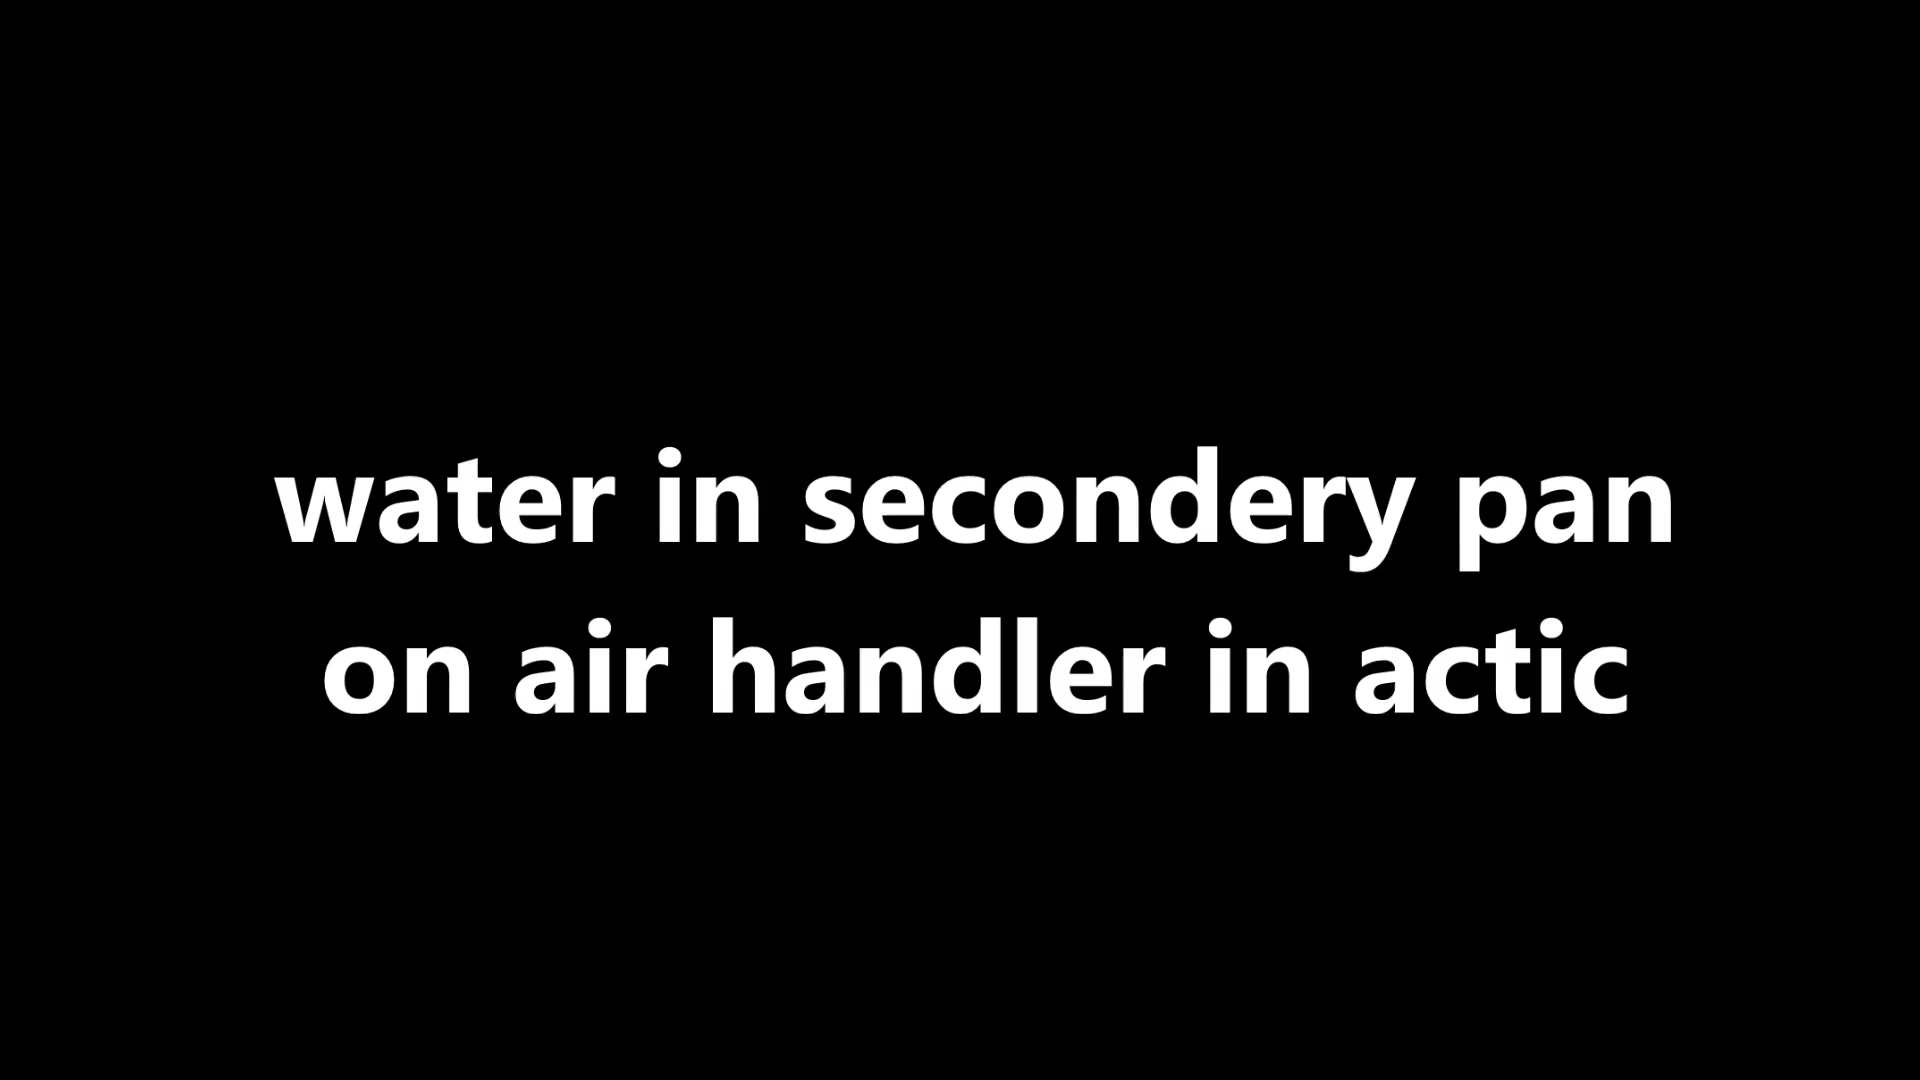 water in secondery pan
on air handler in actic